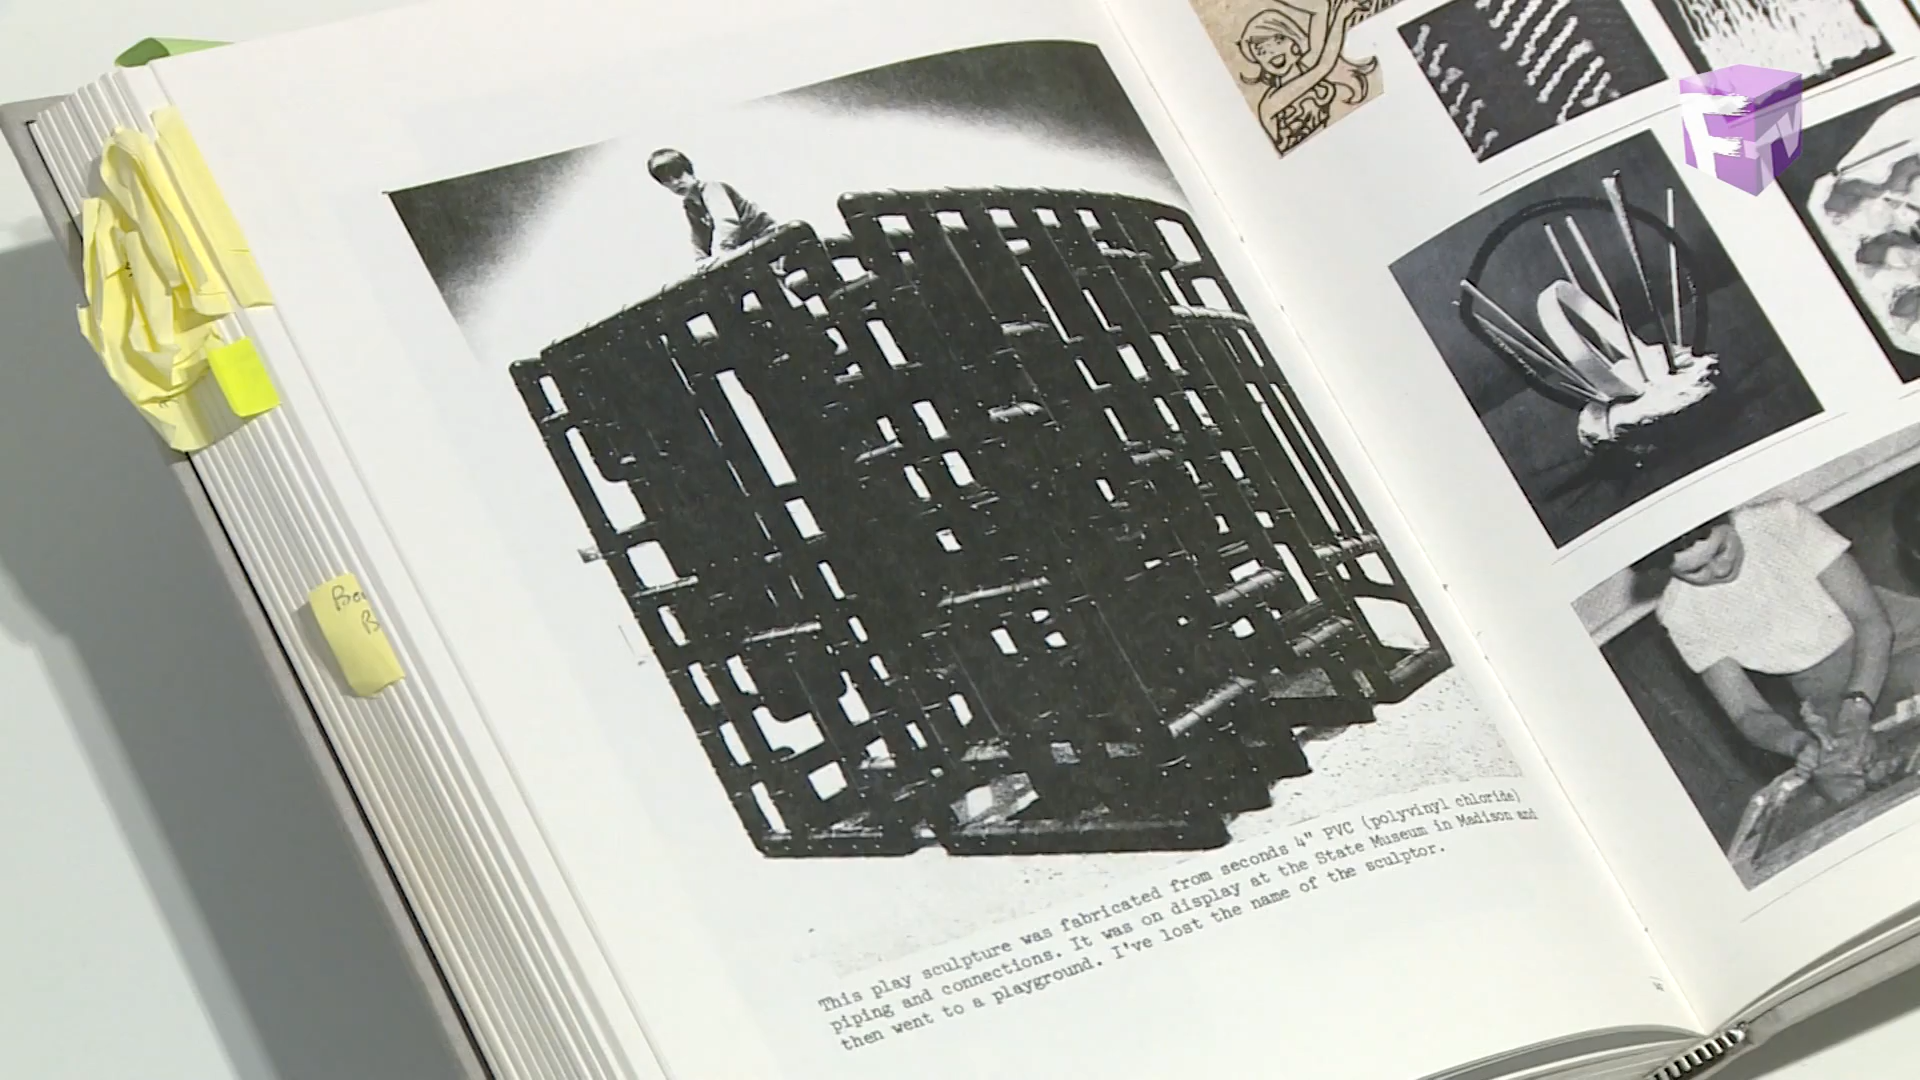 This play sculpture was fabricated from seconds 4" PVC (polyvinyl chloride)
piping and connections. It was on display at the State Museum in Madison and
then went to a playground. I've lost the name of the sculptor.